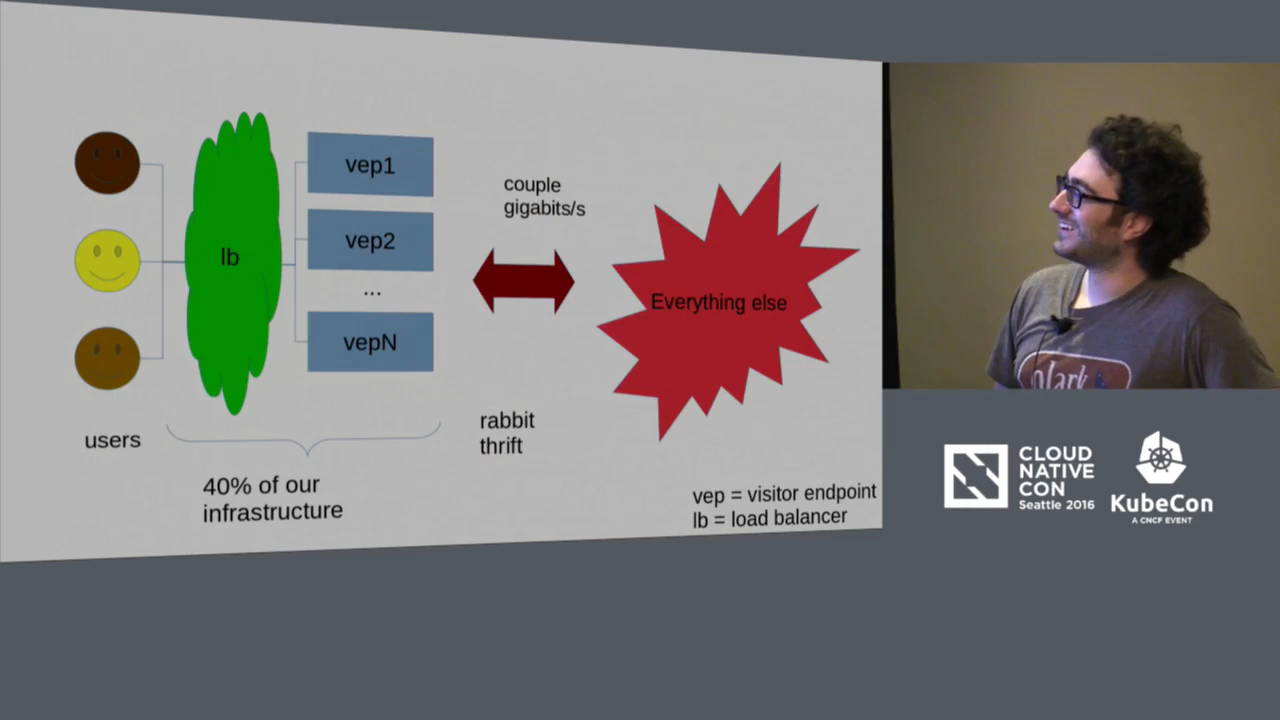 lb
vep1
vep2
...
vepN
couple
gigabits/s
Everything else
users
rabbit
thrift
40% of our
infrastructure
vep = visitor endpoint
lb = load balancer
CLOUD
NATIVE
CON
Seattle 2016
KubeCon
A CNCF EVENT